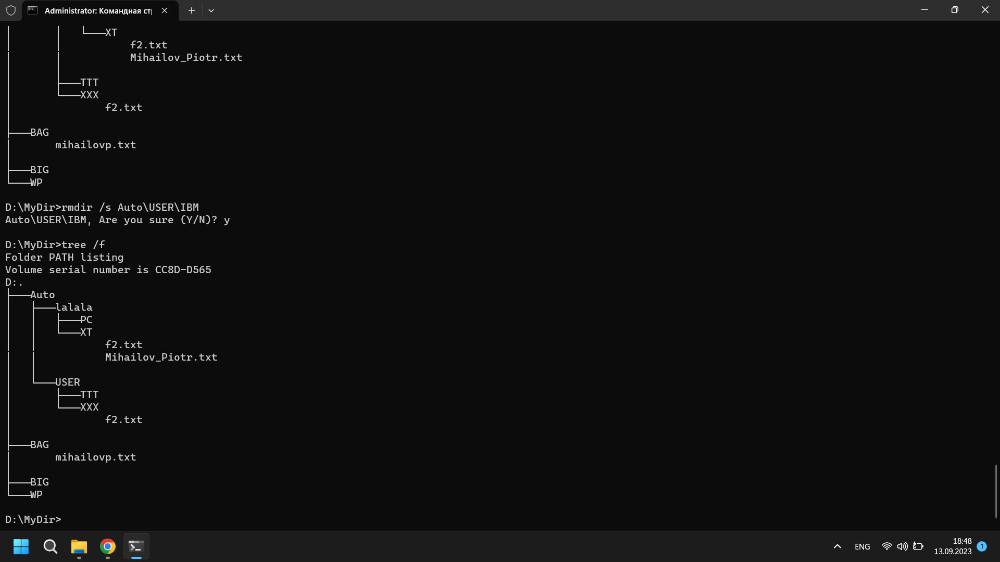 Administrator: Командная ст
│       │   └───XT
│       │           f2.txt
│       │           Mihailov_Piotr.txt
│       │
│       ├───TTT
│       └───XXX
│               f2.txt
│
├───BAG
│       mihailovp.txt
│
├───BIG
└───WP
D:\MyDir>rmdir /s Auto\USER\IBM
Auto\USER\IBM, Are you sure (Y/N)? y
D:\MyDir>tree /f
Folder PATH listing
Volume serial number is CC8D-D565
D:.
├───Auto
│   ├───lalala
│   │   ├───PC
│   │   └───XT
│   │           f2.txt
│   │           Mihailov_Piotr.txt
│   │
│   └───USER
│       ├───TTT
│       └───XXX
│               f2.txt
│
├───BAG
│       mihailovp.txt
│
├───BIG
└───WP
D:\MyDir>
ENG
18:48
13.09.2023
1